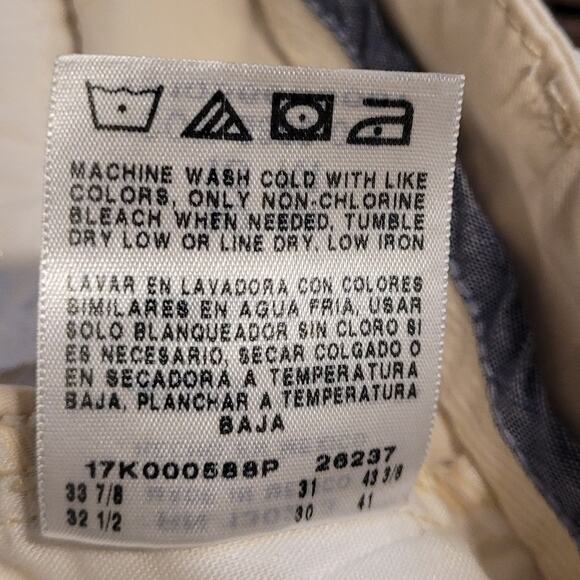 MACHINE WASH COLD WITH LIKE
COLORS, ONLY NON-CHLORINE
BLEACH WHEN NEEDED, TUMBLE
DRY LOW OR LINE DRY, LOW IRON
LAVAR EN LAVADORA CON COLORES
SIMILARES EN AGUA FRIA, USAR
SOLO BLANQUEADOR SIN CLORO SI
ES NECESARIO, SECAR COLGADO O
EN SECADORA A TEMPERATURA
BAJA, PLANCHAR A TEMPERATURA
BAJA
17K000588P 26237
33 7/8 31 43 3/8
32 1/2 30 41